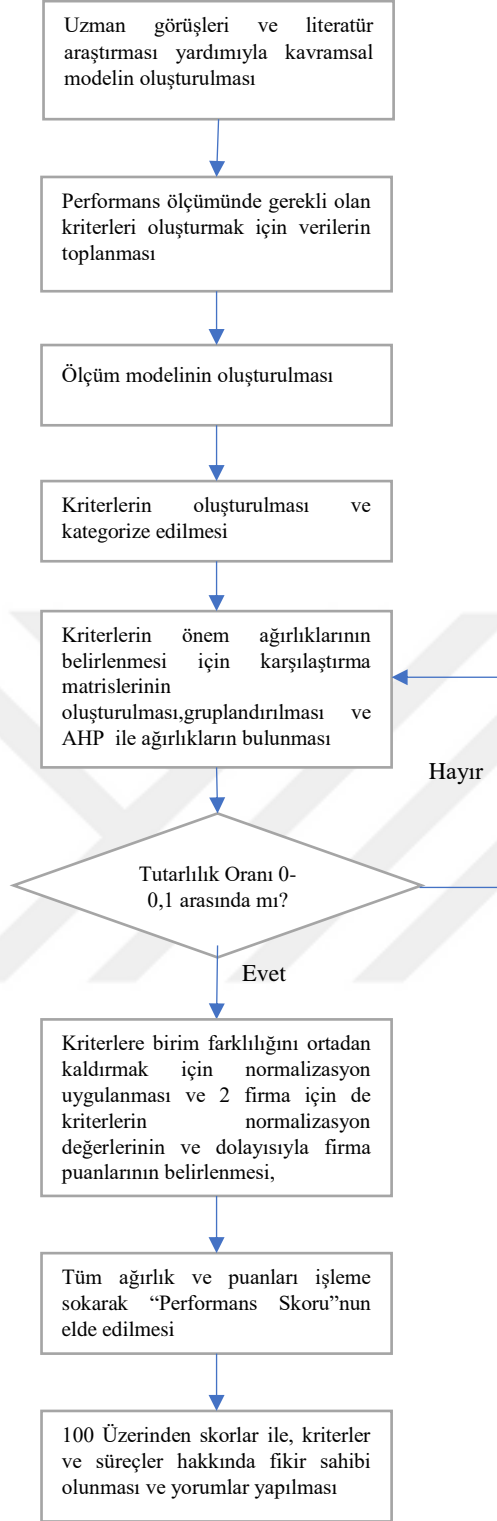 Uzman görüşleri ve literatür
araştırması yardımıyla kavramsal
modelin oluşturulması
Performans ölçümünde gerekli olan
kriterleri oluşturmak için verilerin
toplanması
Ölçüm modelinin oluşturulması
Kriterlerin oluşturulması ve
kategorize edilmesi
Kriterlerin önem ağırlıklarının
belirlenmesi için karşılaştırma
matrislerinin
oluşturulması,gruplandırılması ve
AHP ile ağırlıkların bulunması
Hayır
Tutarlılık Oranı 0-
0,1 arasında mı?
Evet
Kriterlere birim farklılığını ortadan
kaldırmak için normalizasyon
uygulanması ve 2 firma için de
kriterlerin normalizasyon
değerlerinin ve dolayısıyla firma
puanlarının belirlenmesi,
Tüm ağırlık ve puanları işleme
sokarak “Performans Skoru”nun
elde edilmesi
100 Üzerinden skorlar ile, kriterler
ve süreçler hakkında fikir sahibi
olunması ve yorumlar yapılması